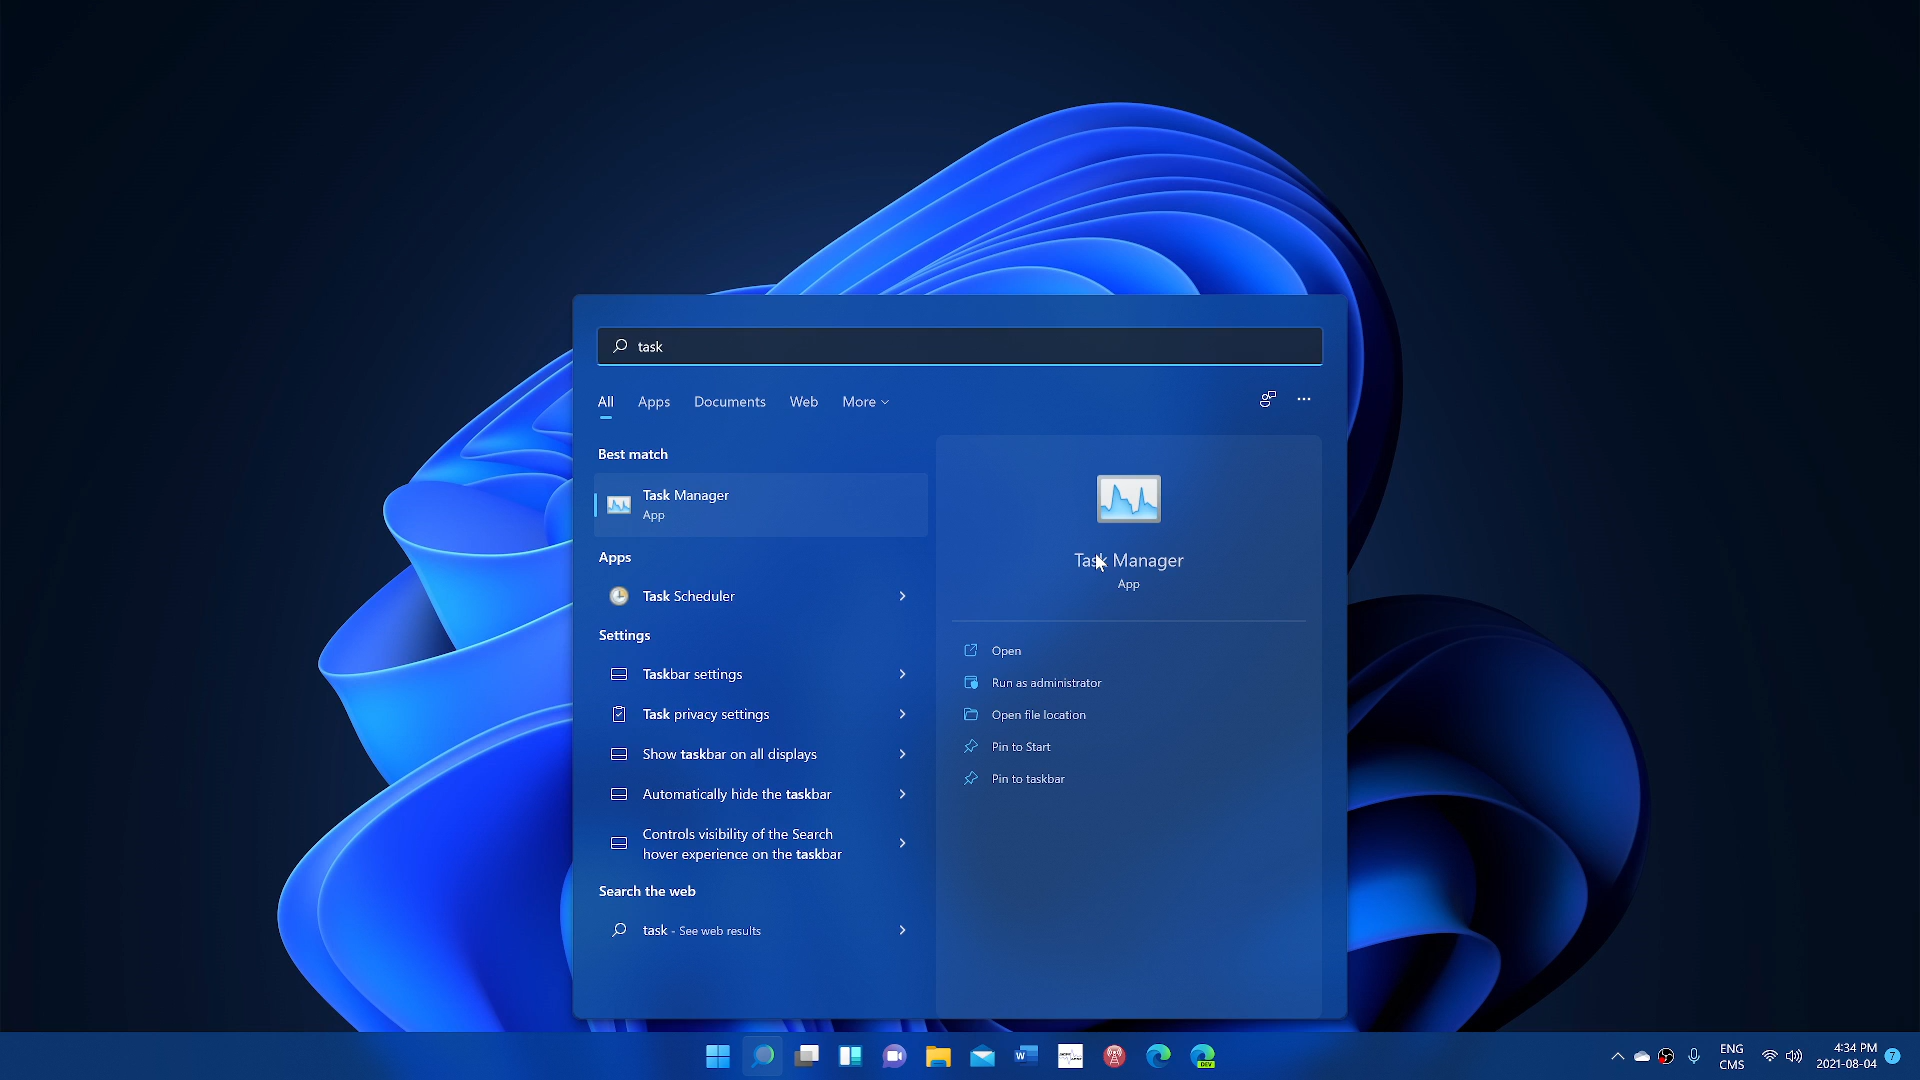 task
All
Apps
Documents
Web
More
Best match
Task Manager
App
Apps
Task Scheduler
Settings
Taskbar settings
Task privacy settings
Show taskbar on all displays
Automatically hide the taskbar
Controls visibility of the Search
hover experience on the taskbar
Search the web
task - See web results
Task Manager
App
Open
Run as administrator
Open file location
Pin to Start
Pin to taskbar
W
DEV
ENG
CMS
4:34 PM
2021-08-04
7